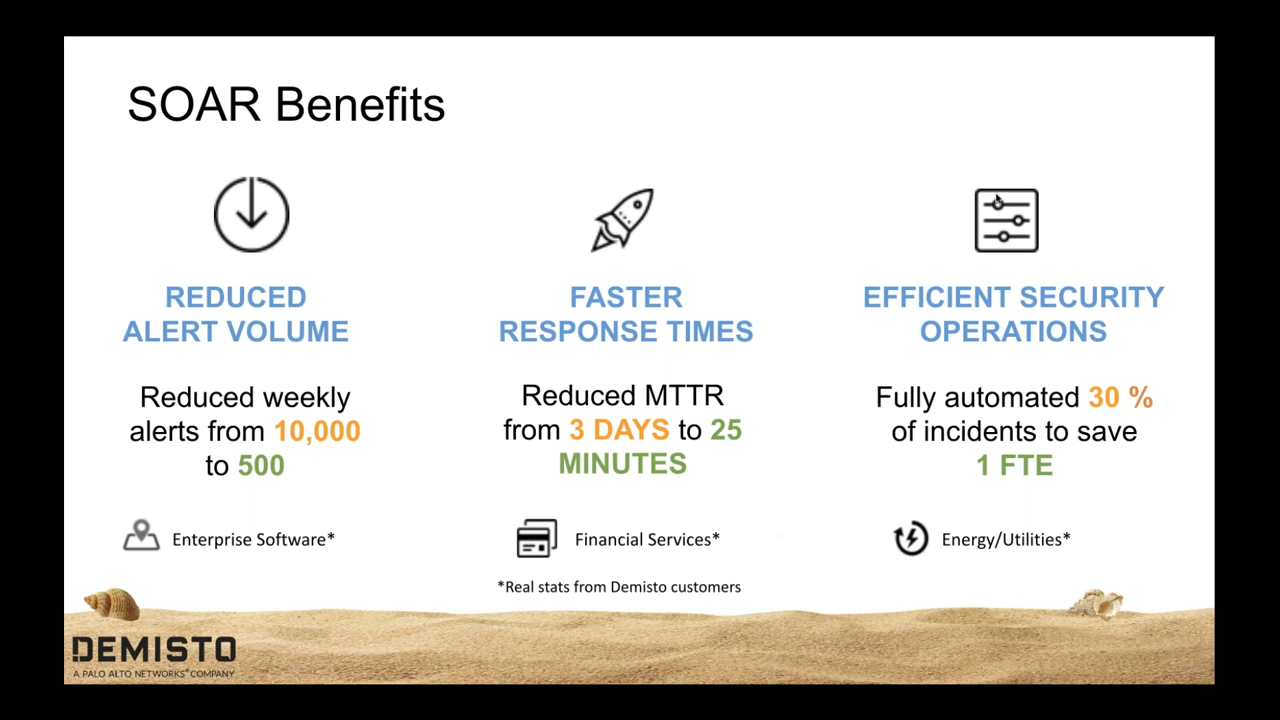 SOAR Benefits
REDUCED
ALERT VOLUME
Reduced weekly
alerts from 10,000
to 500
Enterprise Software*
FASTER
RESPONSE TIMES
Reduced MTTR
from 3 DAYS to 25
MINUTES
Financial Services*
EFFICIENT SECURITY
OPERATIONS
Fully automated 30 %
of incidents to save
1 FTE
Energy/Utilities*
*Real stats from Demisto customers
DEMISTO
A PALO ALTO NETWORKS® COMPANY